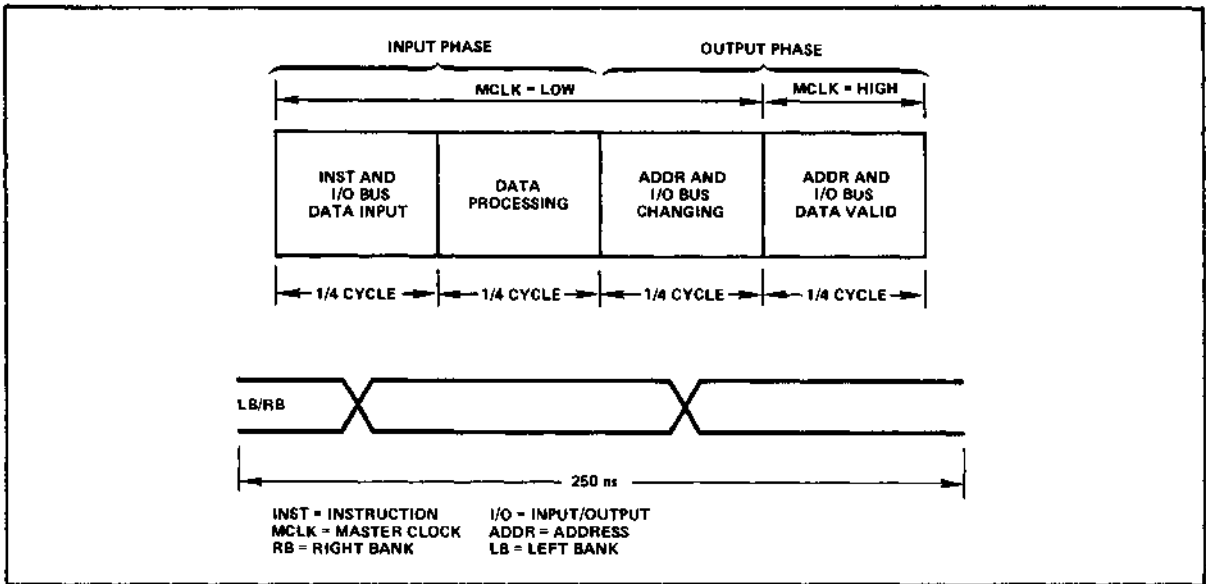 INPUT PHASE OUTPUT PHASE
MCLK = LOW MCLK = HIGH
INST AND
I/O BUS
DATA INPUT
DATA
PROCESSING
ADDR AND
I/O BUS
CHANGING
ADDR AND
I/O BUS
DATA VALID
1/4 CYCLE 1/4 CYCLE 1/4 CYCLE 1/4 CYCLE
LB/RB
250 ns
INST = INSTRUCTION I/O = INPUT/OUTPUT
MCLK = MASTER CLOCK ADDR = ADDRESS
RB = RIGHT BANK LB = LEFT BANK